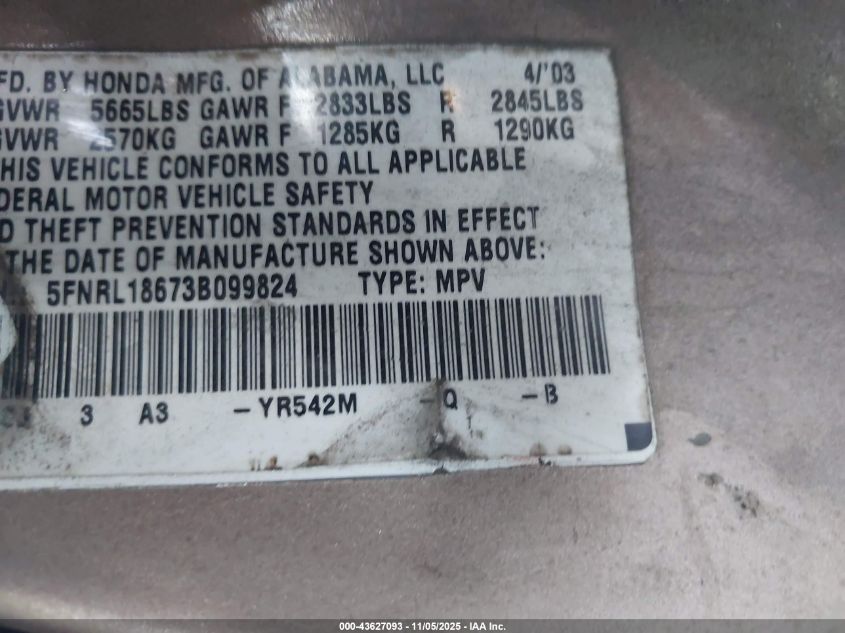 FD. BY HONDA MFG. OF ALABAMA, LLC 4/'03
GVWR 5665LBS GAWR F 2833LBS R 2845LBS
GVWR 2570KG GAWR F 1285KG R 1290KG
HIS VEHICLE CONFORMS TO ALL APPLICABLE
DERAL MOTOR VEHICLE SAFETY
D THEFT PREVENTION STANDARDS IN EFFECT
THE DATE OF MANUFACTURE SHOWN ABOVE:
5FNRL18673B099824 TYPE: MPV
3 A3 -YR542M -Q -B
000-43627093 - 11/05/2025 - IAA Inc.